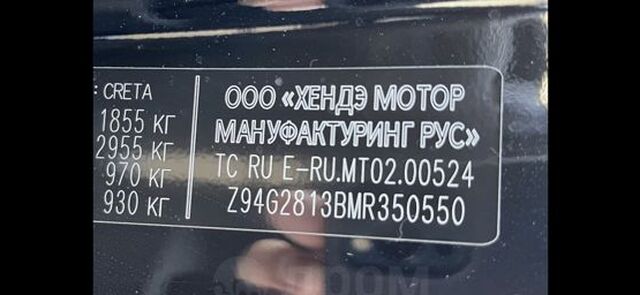 : CRETA
1855 КГ
2955 КГ
970 КГ
930 КГ
ООО «ХЕНДЭ МОТОР
МАНУФАКТУРИНГ РУС»
TC RU E-RU.MT02.00524
Z94G2813BMR350550